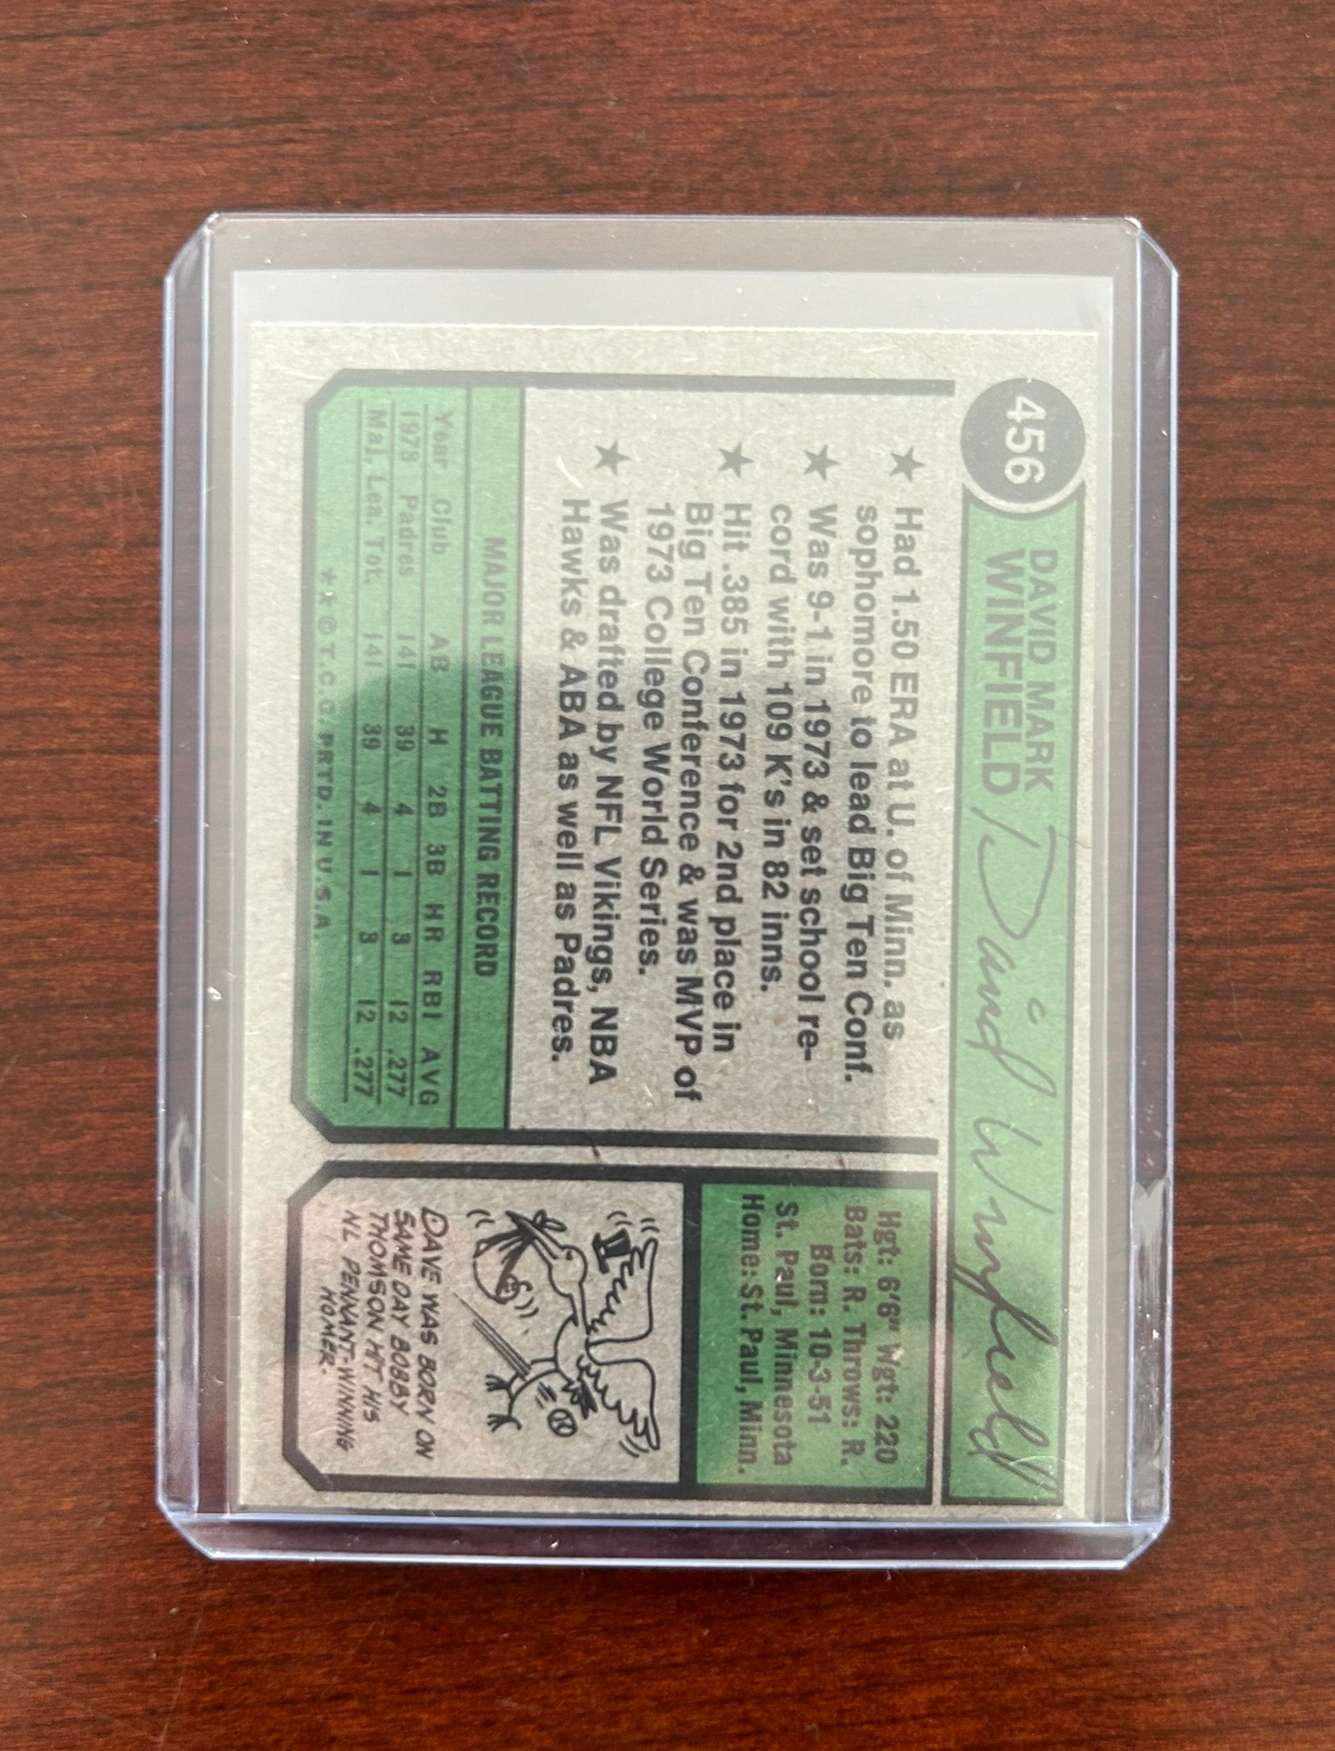 456
DAVID MARK
WINFIELD
David Winfield
★ Had 1.50 ERA at U. of Minn. as
sophomore to lead Big Ten Conf.
★ Was 9-1 in 1973 & set school re-
cord with 109 K's in 82 inns.
★ Hit .385 in 1973 for 2nd place in
Big Ten Conference & was MVP of
1973 College World Series.
★ Was drafted by NFL Vikings, NBA
Hawks & ABA as well as Padres.
MAJOR LEAGUE BATTING RECORD
Year Club AB H 2B 3B HR RBI AVG
1973 Padres 141 39 4 1 3 12 .277
Maj. Lea. Tot. 141 39 4 1 3 12 .277
* * © T.C.G. PRTD. IN U.S.A.
Hgt: 6'6" Wgt: 220
Bats: R. Throws: R.
Born: 10-3-51
St. Paul, Minnesota
Home: St. Paul, Minn.
DAVE WAS BORN ON
SAME DAY BOBBY
THOMSON HIT HIS
NL PENNANT-WINNING
HOMER.